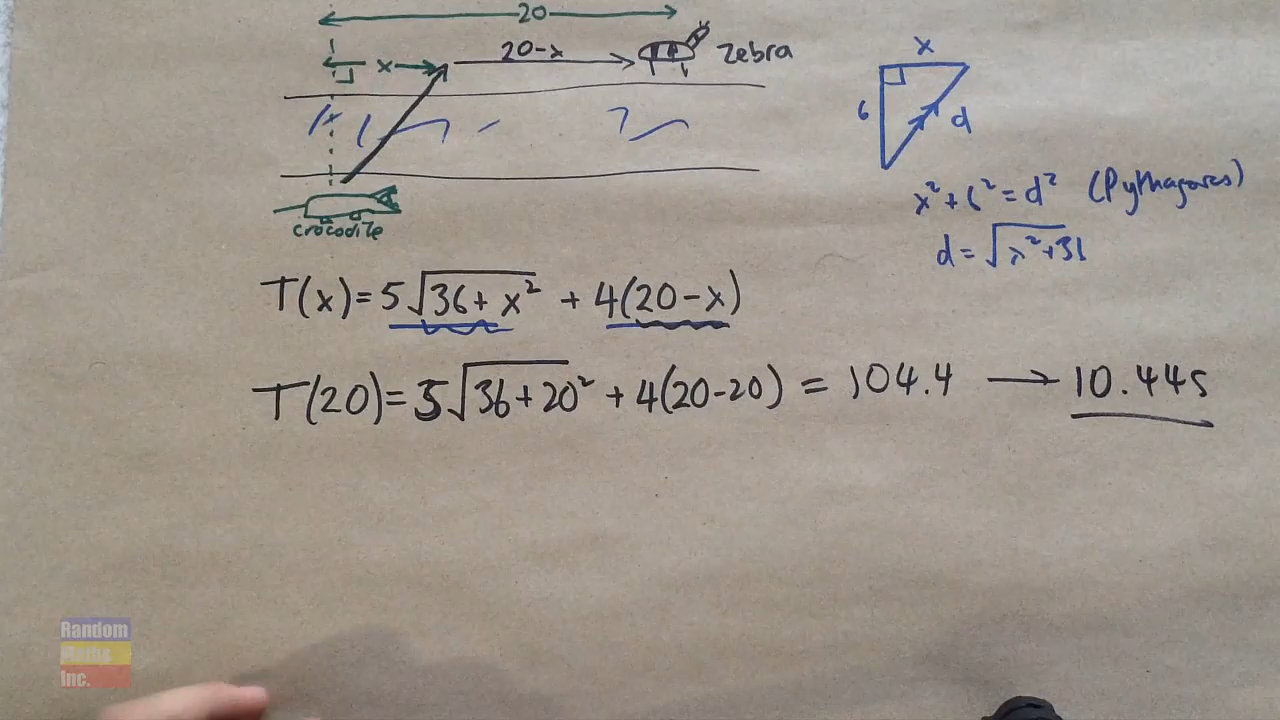 20
x
20-x
zebra
crocodile
x
6
d
x² + 6² = d² (Pythagoras)
d = √x²+36
T(x) = 5√36 + x² + 4(20-x)
T(20) = 5√36+20² + 4(20-20) = 104.4 → 10.44s
Random
Maths
Inc.